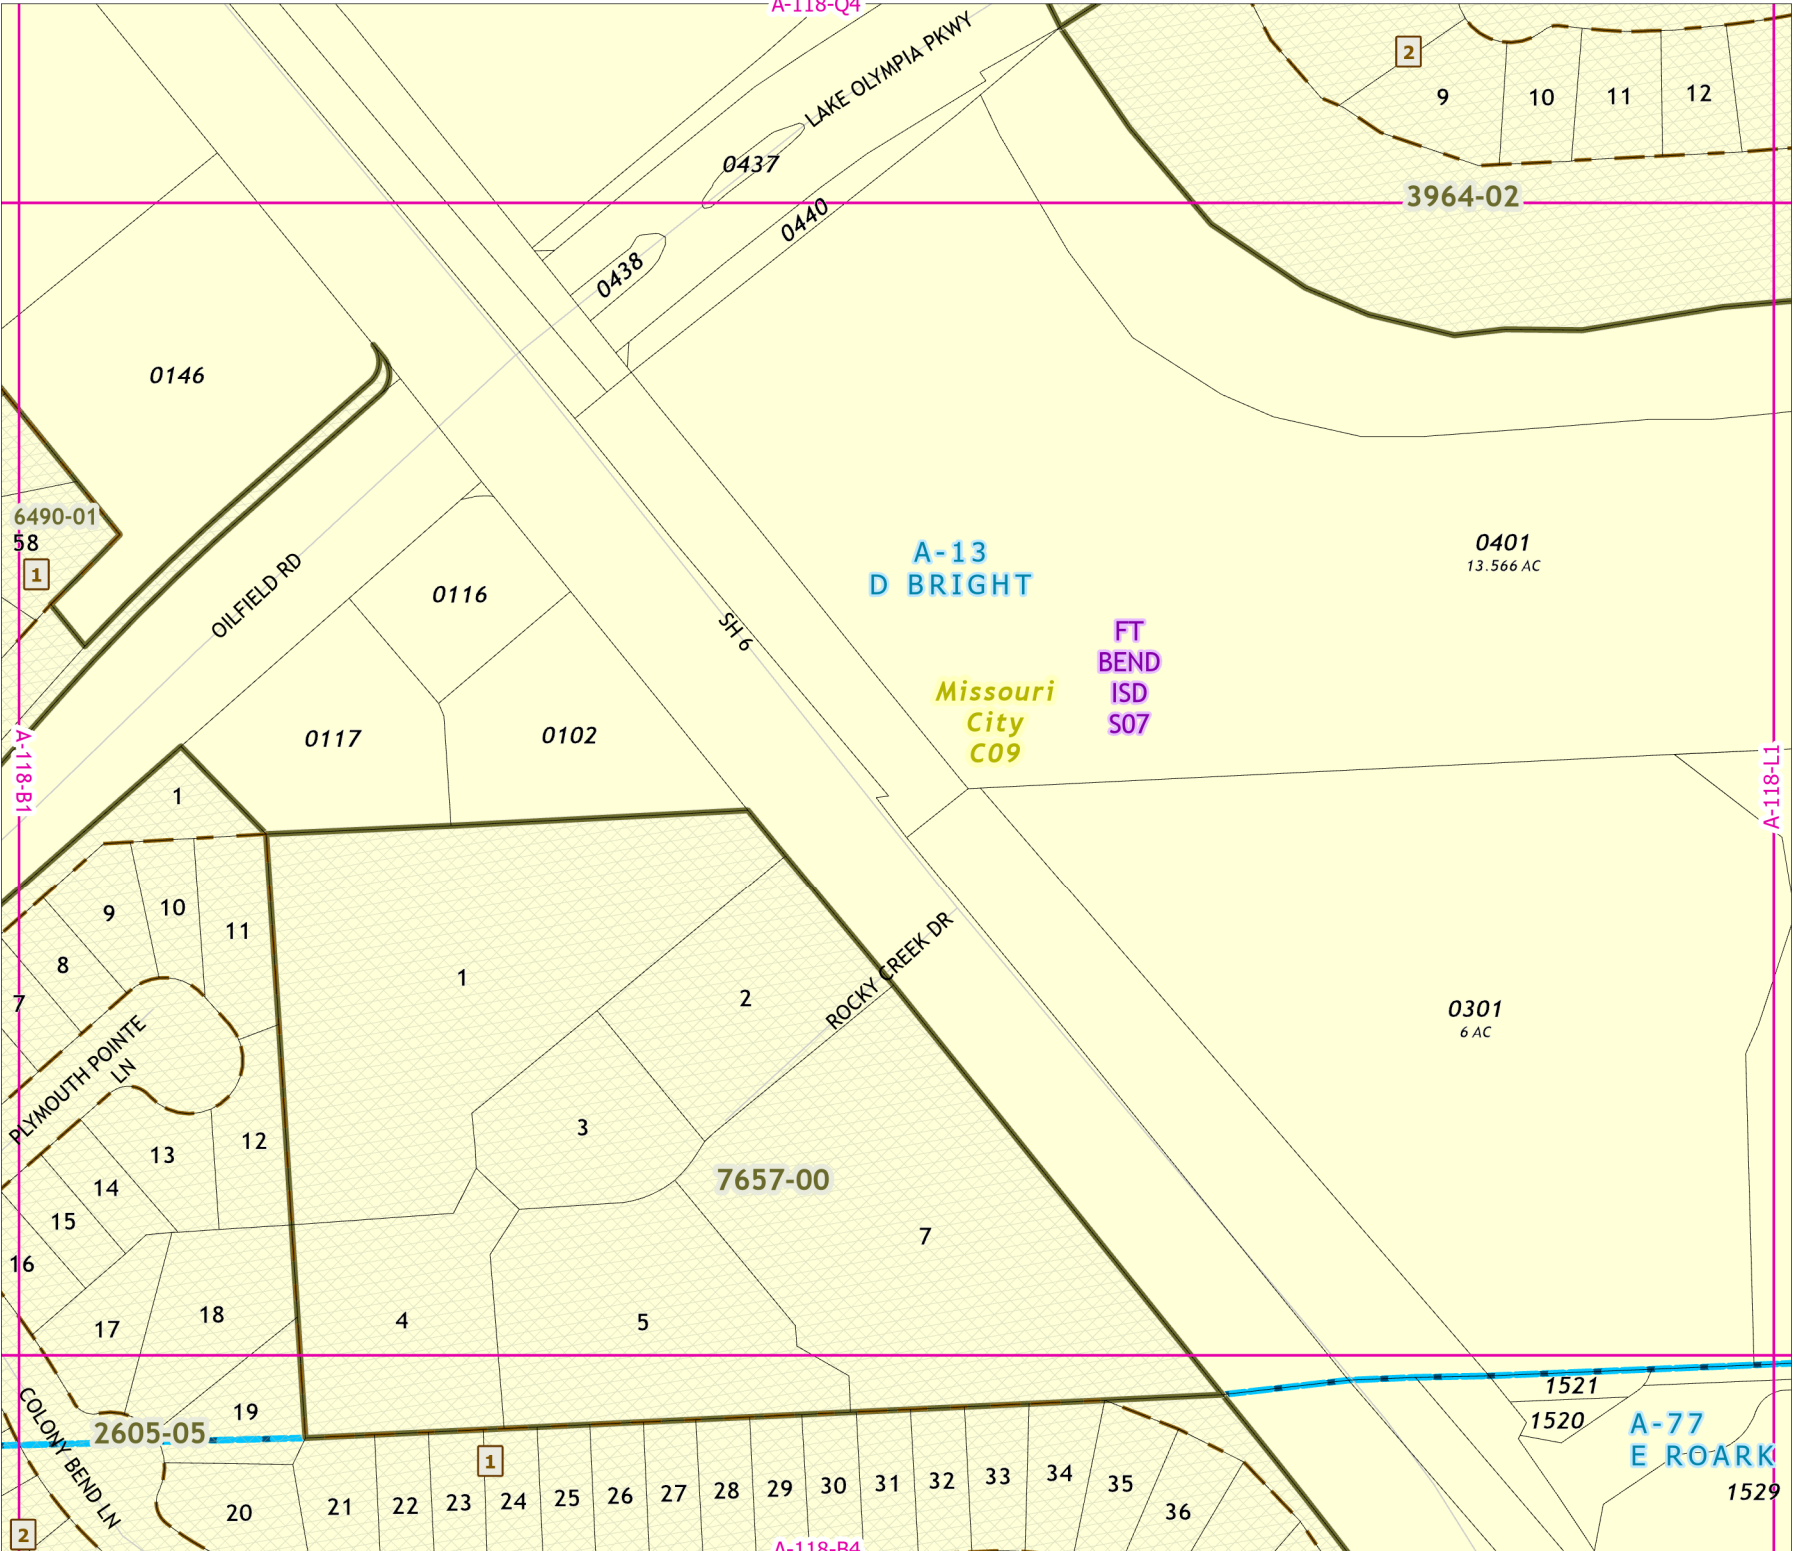 A-118-Q4
LAKE OLYMPIA PKWY
2
9
10
11
12
0437
3964-02
0440
0438
0146
6490-01
58
1
OILFIELD RD
0116
SH 6
A-13
D BRIGHT
0401
13.566 AC
FT
BEND
ISD
S07
Missouri
City
C09
0117
0102
A-118-B1
A-118-L1
1
9
10
11
8
7
1
2
ROCKY CREEK DR
0301
6 AC
PLYMOUTH POINTE
LN
3
12
13
14
15
16
7657-00
7
17
18
4
5
19
COLONY BEND LN
2605-05
1521
1520
A-77
E ROARK
1529
1
2
20
21
22
23
24
25
26
27
28
29
30
31
32
33
34
35
36
A-118-B4